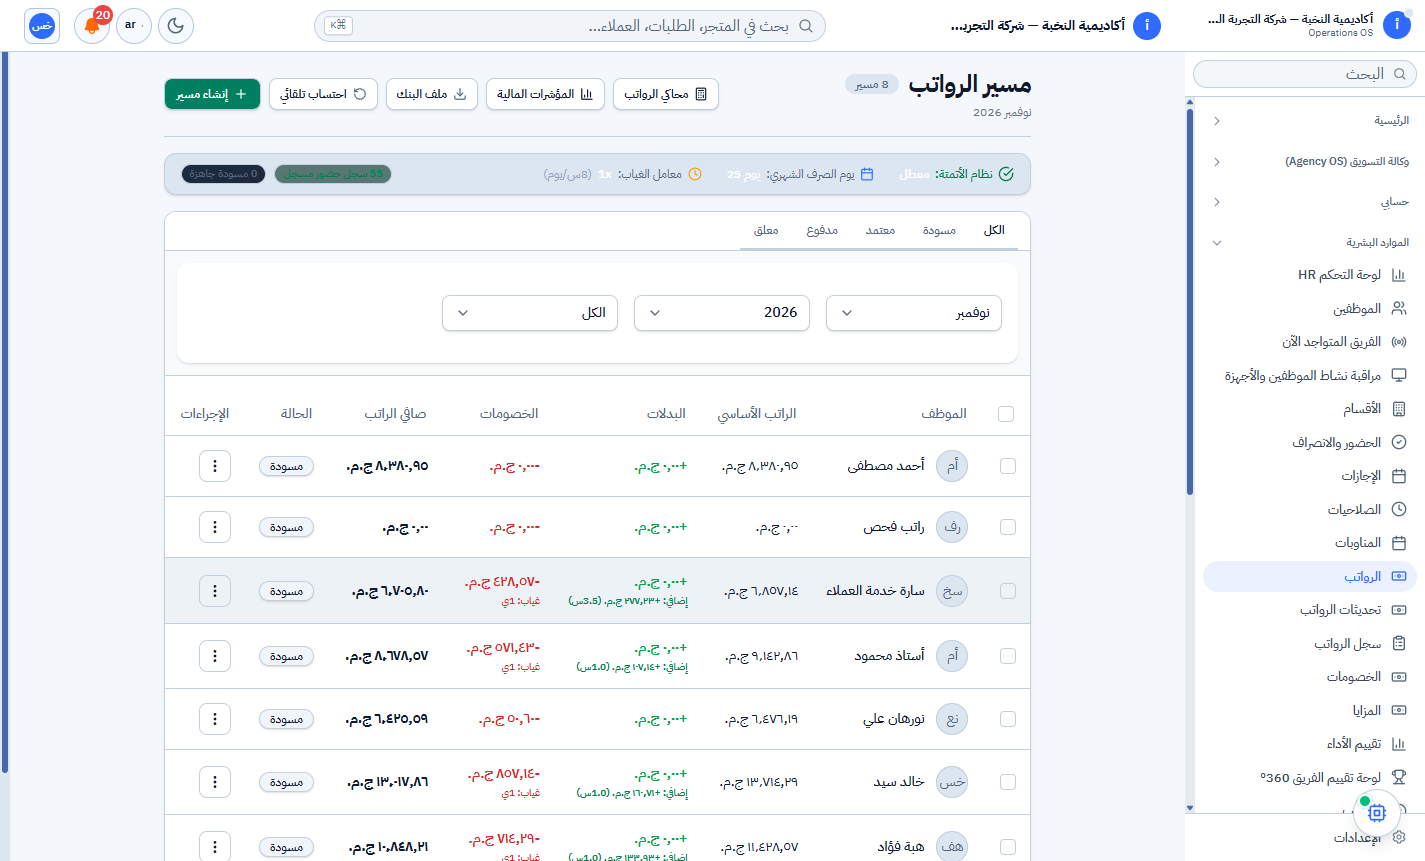 أكاديمية النخبة — شركة التجربة الـ...
Operations OS
أكاديمية النخبة — شركة التجريـ...
بحث في المتجر، الطلبات، العملاء...
⌘K
ar
20
خس
البحث
الرئيسية
وكالة التسويق (Agency OS)
حسابي
الموارد البشرية
لوحة التحكم HR
الموظفين
الفريق المتواجد الآن
مراقبة نشاط الموظفين والأجهزة
الأقسام
الحضور والانصراف
الإجازات
الصلاحيات
المناوبات
الرواتب
تحديثات الرواتب
سجل الرواتب
الخصومات
المزايا
تقييم الأداء
لوحة تقييم الفريق 360°
الإعدادات
مسير الرواتب
8 مسير
نوفمبر 2026
محاكي الرواتب
المؤشرات المالية
ملف البنك
احتساب تلقائي
إنشاء مسير
نظام الأتمتة: معطل
يوم الصرف الشهري: يوم 25
معامل الغياب: 1x (8س/يوم)
55 سجل حضور مسجل
0 مسودة جاهزة
الكل
مسودة
معتمد
مدفوع
معلق
نوفمبر
2026
الكل
الموظف الراتب الأساسي البدلات الخصومات صافي الراتب الحالة الإجراءات
أم أحمد مصطفى ٨٬٣٨٠٫٩٥ ج.م. +٠٫٠٠ ج.م. -٠٫٠٠ ج.م. ٨٬٣٨٠٫٩٥ ج.م. مسودة
رف راتب فحص ٠٫٠٠ ج.م. +٠٫٠٠ ج.م. -٠٫٠٠ ج.م. ٠٫٠٠ ج.م. مسودة
سخ سارة خدمة العملاء ٦٬٨٥٧٫١٤ ج.م. +٠٫٠٠ ج.م. -٤٢٨٫٥٧ ج.م. ٦٬٧٠٥٫٨٠ ج.م. مسودة
إضافي: +٢٧٧٫٢٣ ج.م. (3.5س) غياب: 1ي
أم أستاذ محمود ٩٬١٤٢٫٨٦ ج.م. +٠٫٠٠ ج.م. -٥٧١٫٤٣ ج.م. ٨٬٦٧٨٫٥٧ ج.م. مسودة
إضافي: +١٠٧٫١٤ ج.م. (1.0س) غياب: 1ي
نع نورهان علي ٦٬٤٧٦٫١٩ ج.م. +٠٫٠٠ ج.م. -٥٠٫٦٠ ج.م. ٦٬٤٢٥٫٥٩ ج.م. مسودة
خس خالد سيد ١٣٬٧١٤٫٢٩ ج.م. +٠٫٠٠ ج.م. -٨٥٧٫١٤ ج.م. ١٣٬٠١٧٫٨٦ ج.م. مسودة
إضافي: +١٦٠٫٧١ ج.م. (1.0س) غياب: 1ي
هف هبة فؤاد ١١٬٤٢٨٫٥٧ ج.م. +٠٫٠٠ ج.م. -٧١٤٫٢٩ ج.م. ١٠٬٨٤٨٫٢١ ج.م. مسودة
إضافي: +١٣٣٫٩٣ ج.م. (1.0س) غياب: 1ي